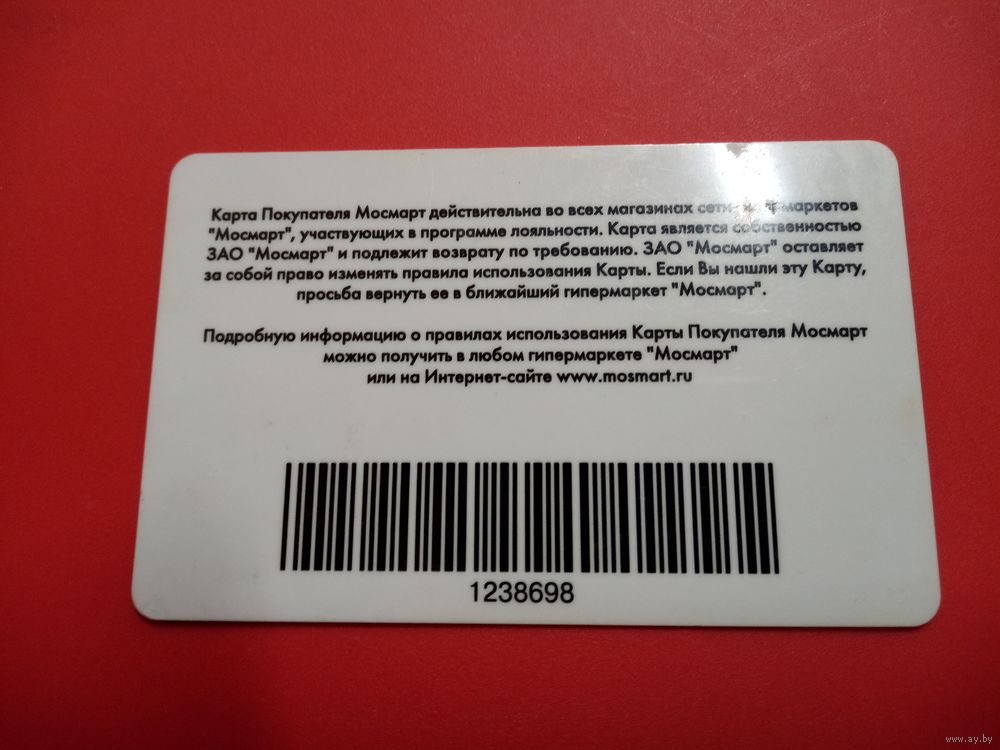 Карта Покупателя Мосмарт действительна во всех магазинах сети
"Мосмарт", участвующих в программе лояльности. Карта является собственностью
ЗАО "Мосмарт" и подлежит возврату по требованию. ЗАО "Мосмарт" оставляет
за собой право изменять правила использования Карты. Если Вы нашли эту Карту,
просьба вернуть ее в ближайший гипермаркет "Мосмарт".
Подробную информацию о правилах использования Карты Покупателя Мосмарт
можно получить в любом гипермаркете "Мосмарт"
или на Интернет-сайте www.mosmart.ru
1238698
www.ay.by